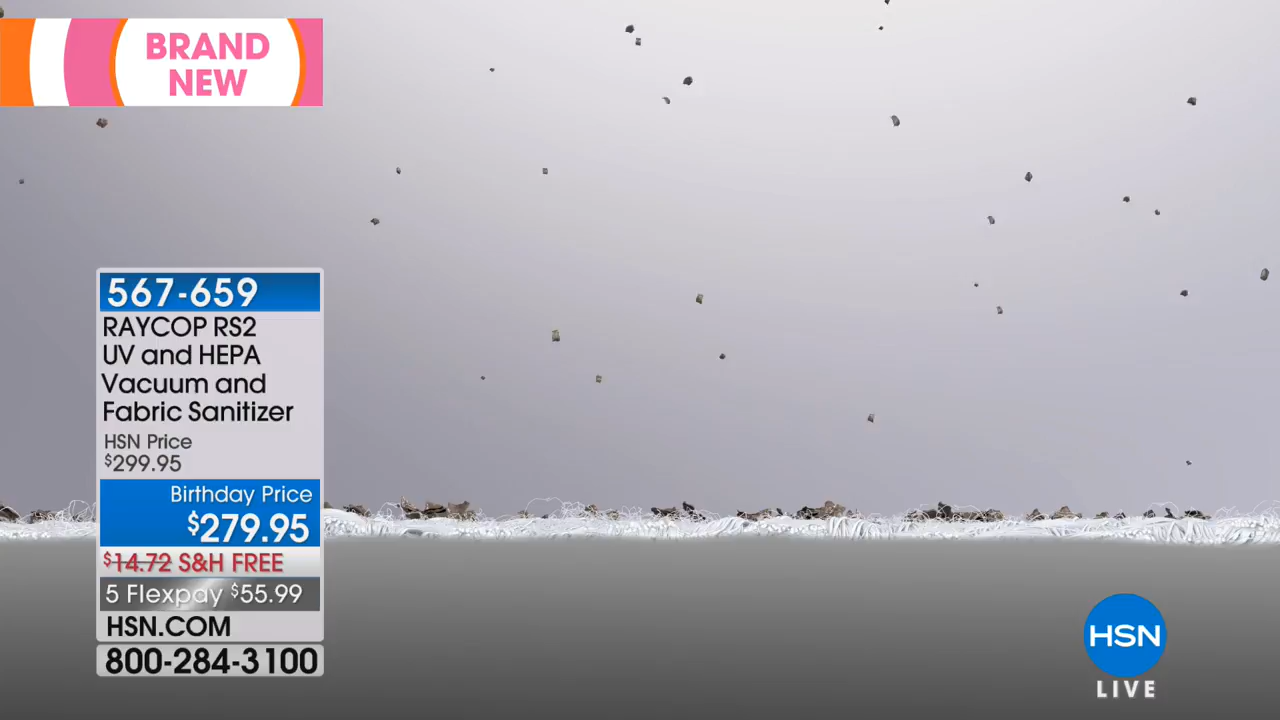 BRAND
NEW
567-659
RAYCOP RS2
UV and HEPA
Vacuum and
Fabric Sanitizer
HSN Price
$299.95
Birthday Price
$279.95
$14.72 S&H FREE
5 Flexpay $55.99
HSN.COM
800-284-3100
HSN
LIVE